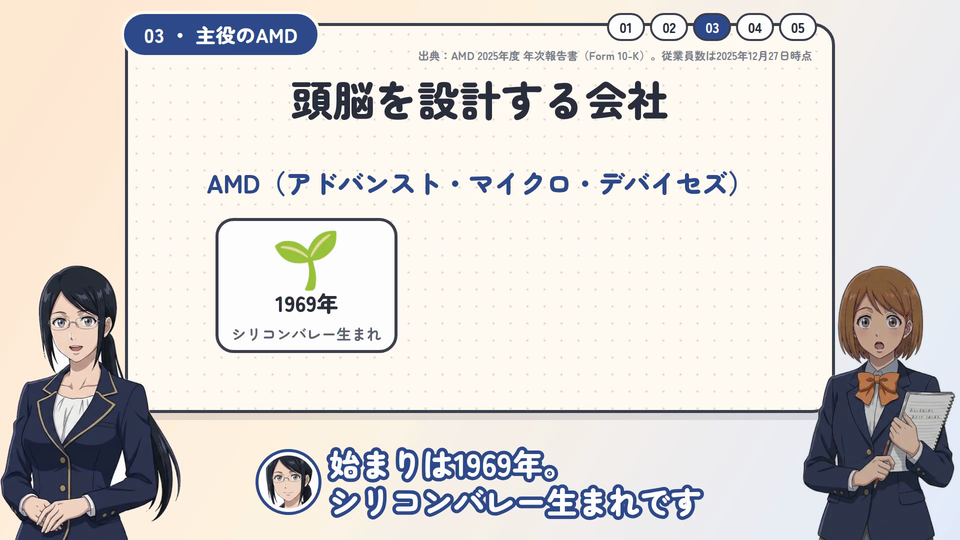 03 ・ 主役のAMD
01 02 03 04 05
出典：AMD 2025年度 年次報告書（Form 10-K）。従業員数は2025年12月27日時点
頭脳を設計する会社
AMD（アドバンスト・マイクロ・デバイセズ）
1969年
シリコンバレー生まれ
始まりは1969年。
シリコンバレー生まれです